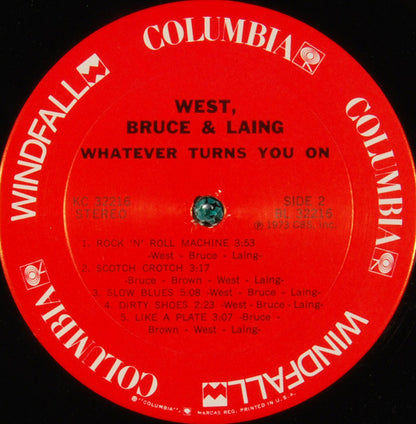 COLUMBIA
WINDFALL
COLUMBIA
WEST,
BRUCE & LAING
WHATEVER TURNS YOU ON
KC 32216
STEREO
SIDE 2
BL 32216
℗ 1973 CBS, Inc.
1. ROCK 'N' ROLL MACHINE 3:53
-West - Bruce - Laing-
2. SCOTCH CROTCH 3:17
-Bruce - Brown - West - Laing-
3. SLOW BLUES 5:08 -West-Bruce-Laing-
4. DIRTY SHOES 2:23 -West-Bruce-Laing-
5. LIKE A PLATE 3:07 -Bruce -
Brown - West - Laing-
COLUMBIA
WINDFALL
® "COLUMBIA" MARCAS REG. PRINTED IN U.S.A.